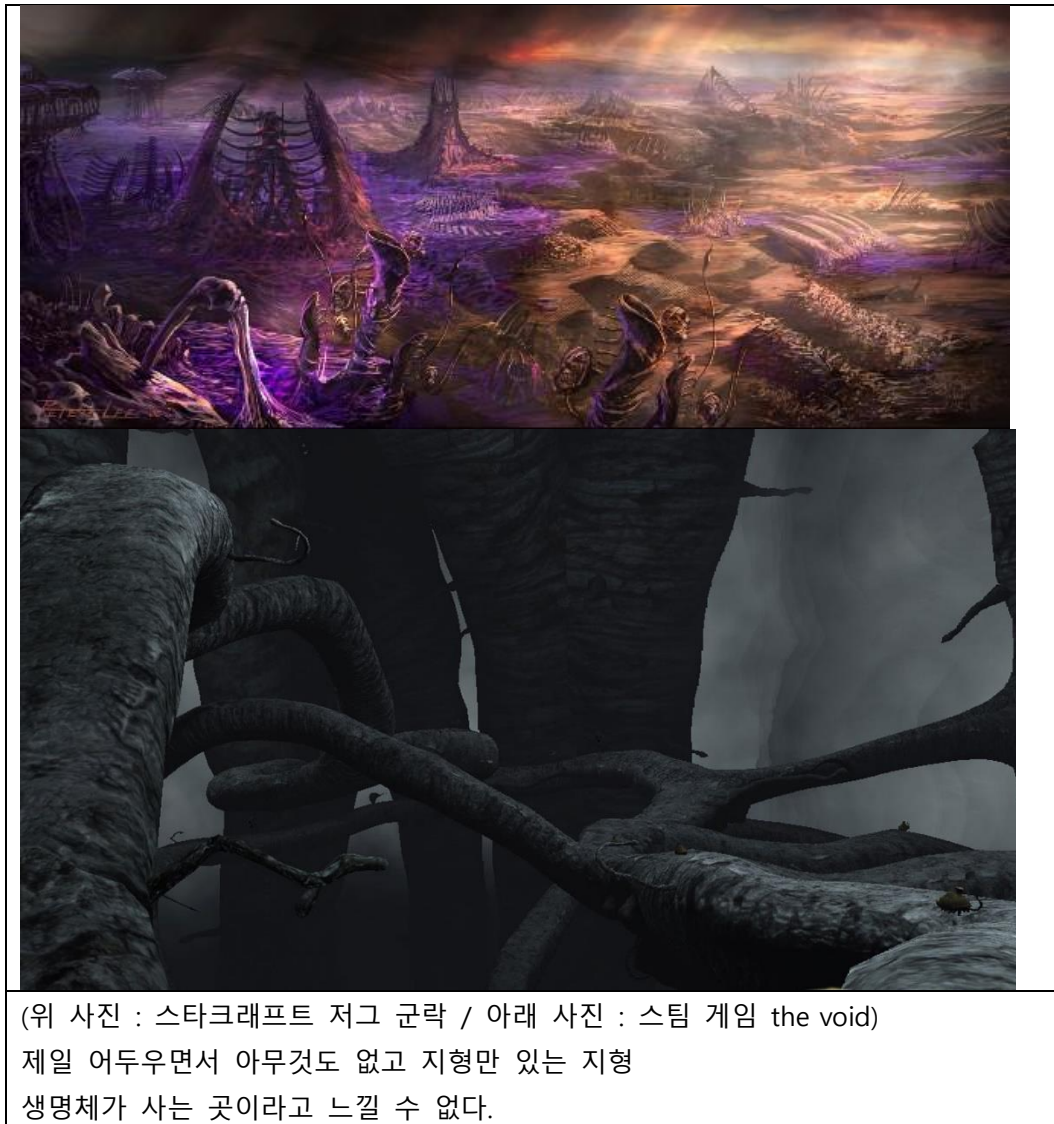 PETER LEE
(위 사진 : 스타크래프트 저그 군락 / 아래 사진 : 스팀 게임 the void)
제일 어두우면서 아무것도 없고 지형만 있는 지형
생명체가 사는 곳이라고 느낄 수 없다.